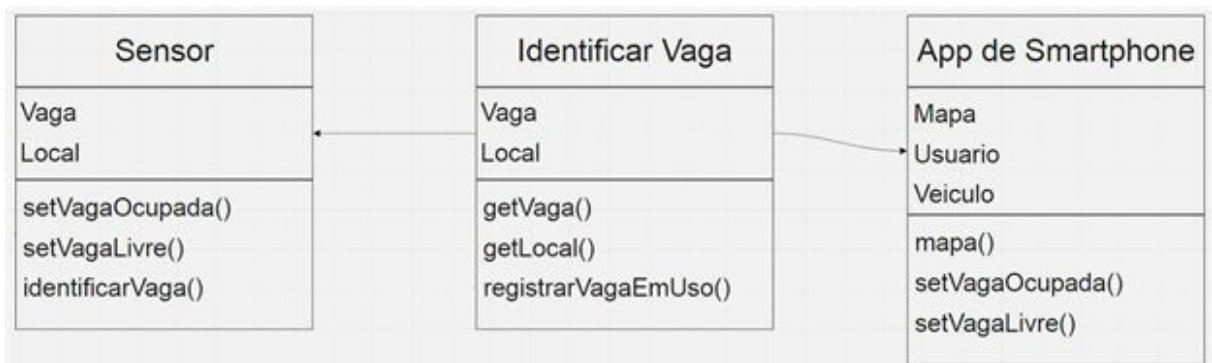 Sensor
Vaga
Local
setVagaOcupada()
setVagaLivre()
identificarVaga()
Identificar Vaga
Vaga
Local
getVaga()
getLocal()
registrarVagaEmUso()
App de Smartphone
Mapa
Usuario
Veiculo
mapa()
setVagaOcupada()
setVagaLivre()